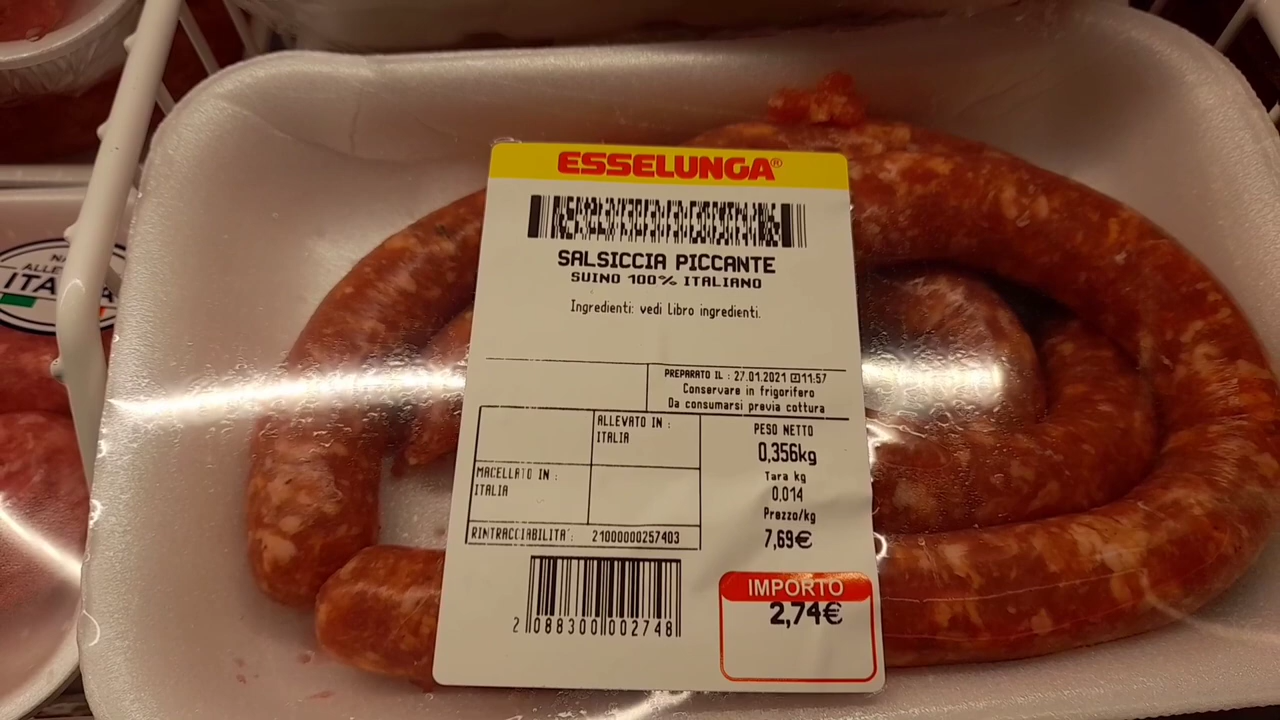 ESSELUNGA®
SALSICCIA PICCANTE
SUINO 100% ITALIANO
Ingredienti: vedi Libro ingredienti.
PREPARATO IL : 27.01.2021 11:57
Conservare in frigorifero
Da consumarsi previa cottura
ALLEVATO IN :
ITALIA
MACELLATO IN :
ITALIA
RINTRACCIABILITA': 21000000257403
PESO NETTO
0,356kg
Tara kg
0,014
Prezzo/kg
7,69€
2 088300 002748
IMPORTO
2,74€
NA
ALLE
ITA A